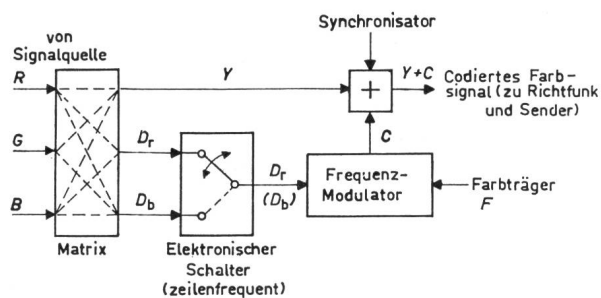 von
Signalquelle
R
G
B
Matrix
Y
D_r
D_b
Elektronischer
Schalter
(zeilenfrequent)
D_r
(D_b)
Synchronisator
+
Y+C
C
Codiertes Farb-
signal (zu Richtfunk
und Sender)
Frequenz-
Modulator
Farbträger
F